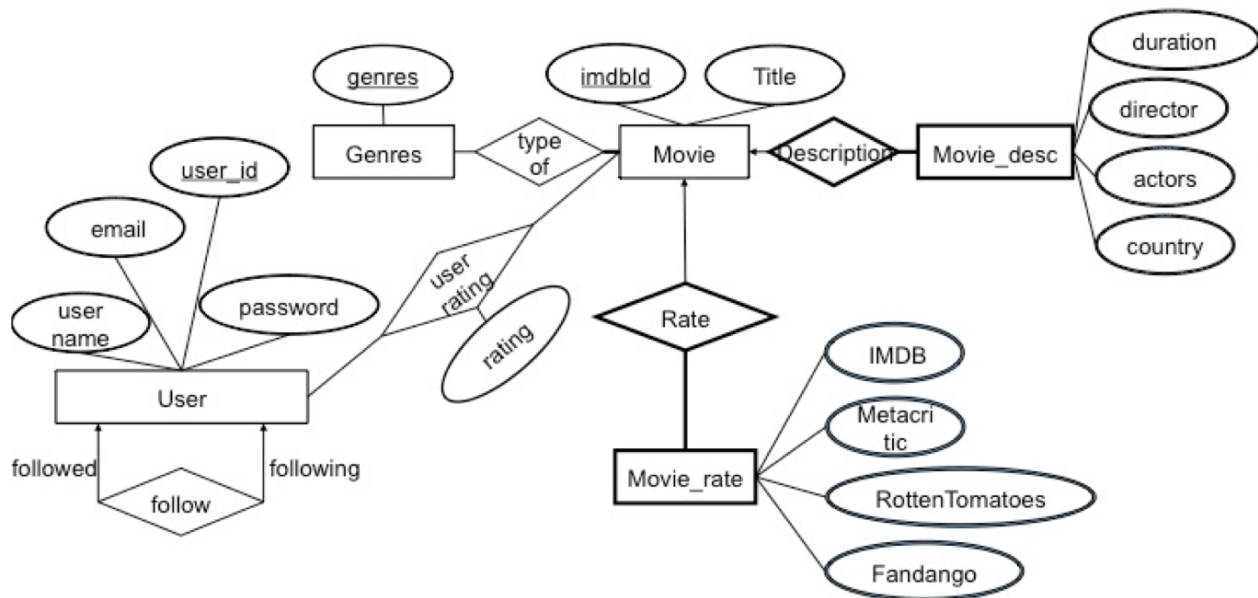 duration
genres
imdbId
Title
director
type
of
Genres
Movie
Description
Movie_desc
user_id
actors
email
country
user
rating
user
name
password
Rate
rating
IMDB
User
Metacri
tic
followed
following
Movie_rate
follow
RottenTomatoes
Fandango